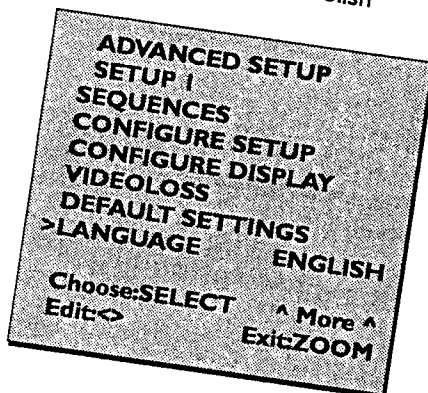 ADVANCED SETUP
SETUP 1
SEQUENCES
CONFIGURE SETUP
CONFIGURE DISPLAY
VIDEOLOSS
DEFAULT SETTINGS
>LANGUAGE ENGLISH
Choose:SELECT ^ More ^
Edit:<> Exit:ZOOM